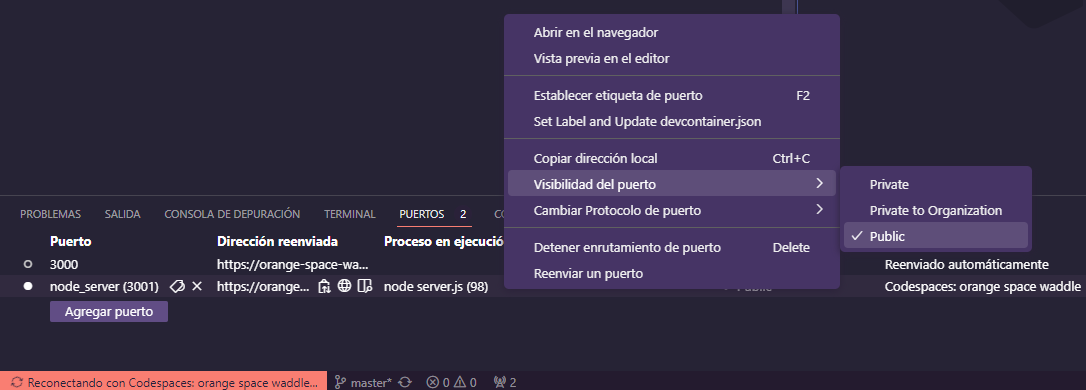 Abrir en el navegador
Vista previa en el editor
Establecer etiqueta de puerto F2
Set Label and Update devcontainer.json
Copiar dirección local Ctrl+C
Visibilidad del puerto
Cambiar Protocolo de puerto
Detener enrutamiento de puerto Delete
Reenviar un puerto
Private
Private to Organization
Public
PROBLEMAS SALIDA CONSOLA DE DEPURACIÓN TERMINAL PUERTOS 2
Puerto Dirección reenviada Proceso en ejecució
3000 https://orange-space-wa... Reenviado automáticamente
node_server (3001) https://orange... node server.js (98) Public Codespaces: orange space waddle
Agregar puerto
Reconectando con Codespaces: orange space waddle... master* 0 0 2